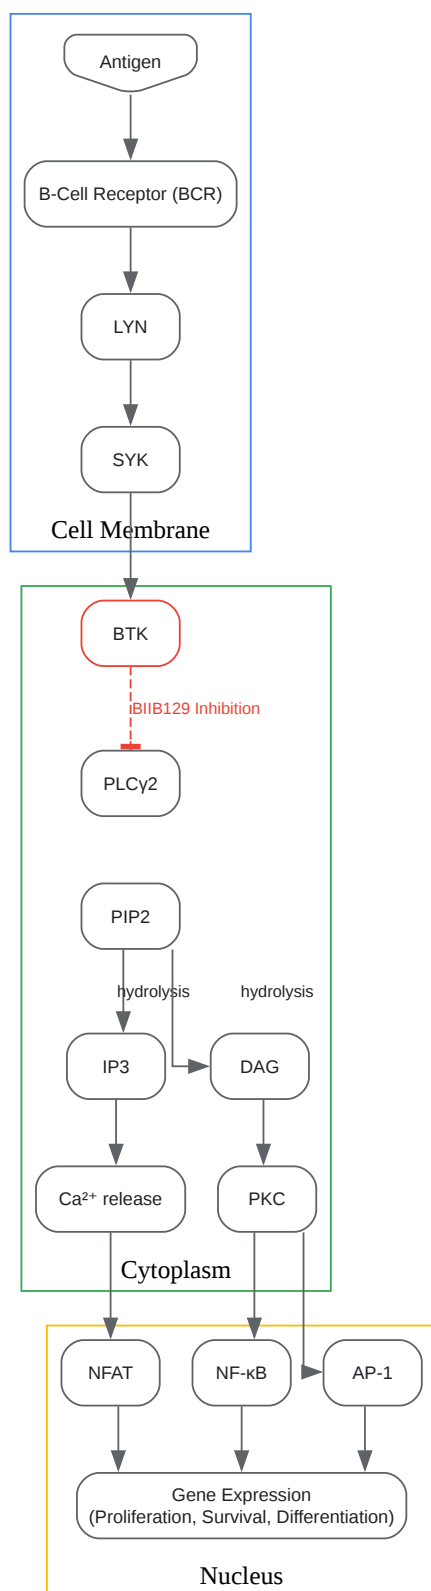 Antigen
B-Cell Receptor (BCR)
LYN
SYK
Cell Membrane
BTK
BIIB129 Inhibition
PLCγ2
PIP2
hydrolysis
hydrolysis
IP3
DAG
Ca²⁺ release
PKC
Cytoplasm
NFAT
NF-κB
AP-1
Gene Expression
(Proliferation, Survival, Differentiation)
Nucleus